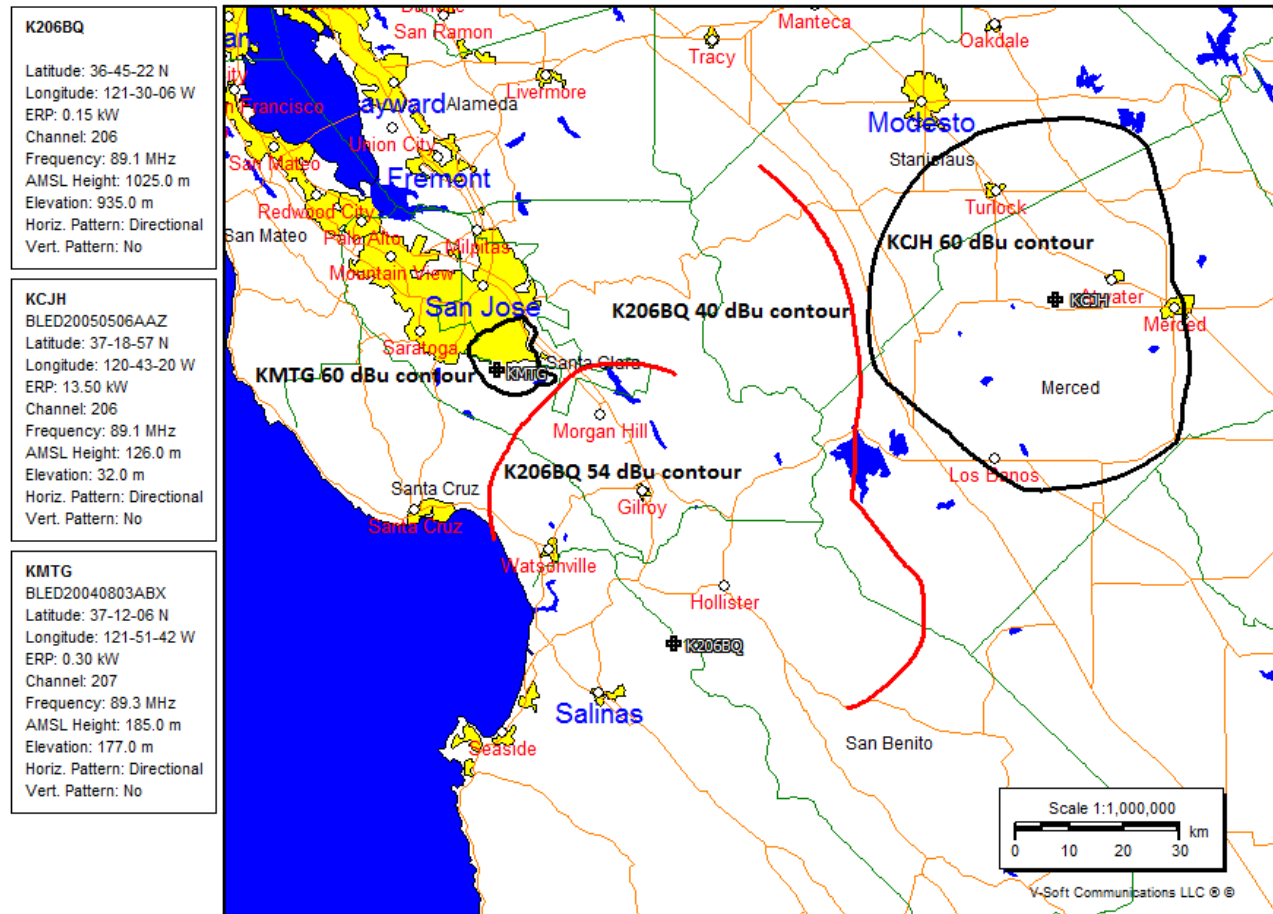 K206BQ
Latitude: 36-45-22 N
Longitude: 121-30-06 W
ERP: 0.15 kW
Channel: 206
Frequency: 89.1 MHz
AMSL Height: 1025.0 m
Elevation: 935.0 m
Horiz. Pattern: Directional
Vert. Pattern: No
KCJH
BLED20050506AAZ
Latitude: 37-18-57 N
Longitude: 120-43-20 W
ERP: 13.50 kW
Channel: 206
Frequency: 89.1 MHz
AMSL Height: 126.0 m
Elevation: 32.0 m
Horiz. Pattern: Directional
Vert. Pattern: No
KMTG
BLED20040803ABX
Latitude: 37-12-06 N
Longitude: 121-51-42 W
ERP: 0.30 kW
Channel: 207
Frequency: 89.3 MHz
AMSL Height: 185.0 m
Elevation: 177.0 m
Horiz. Pattern: Directional
Vert. Pattern: No
Manteca
San Ramon
Oakdale
Tracy
Livermore
Francisco
ayward
Alameda
Modesto
Union City
San Mateo
Stanislaus
Fremont
Redwood City
Turlock
San Mateo
Palo Alto
Milpitas
KCJH 60 dBu contour
Mountain View
Atwater
San Jose
K206BQ 40 dBu contour
KCJH
Merced
Saratoga
Santa Clara
KMTG 60 dBu contour
KMTG
Merced
Morgan Hill
K206BQ 54 dBu contour
Los Banos
Santa Cruz
Gilroy
Santa Cruz
Watsonville
Hollister
K206BQ
Salinas
Seaside
San Benito
Scale 1:1,000,000
km
0 10 20 30
V-Soft Communications LLC ® ©